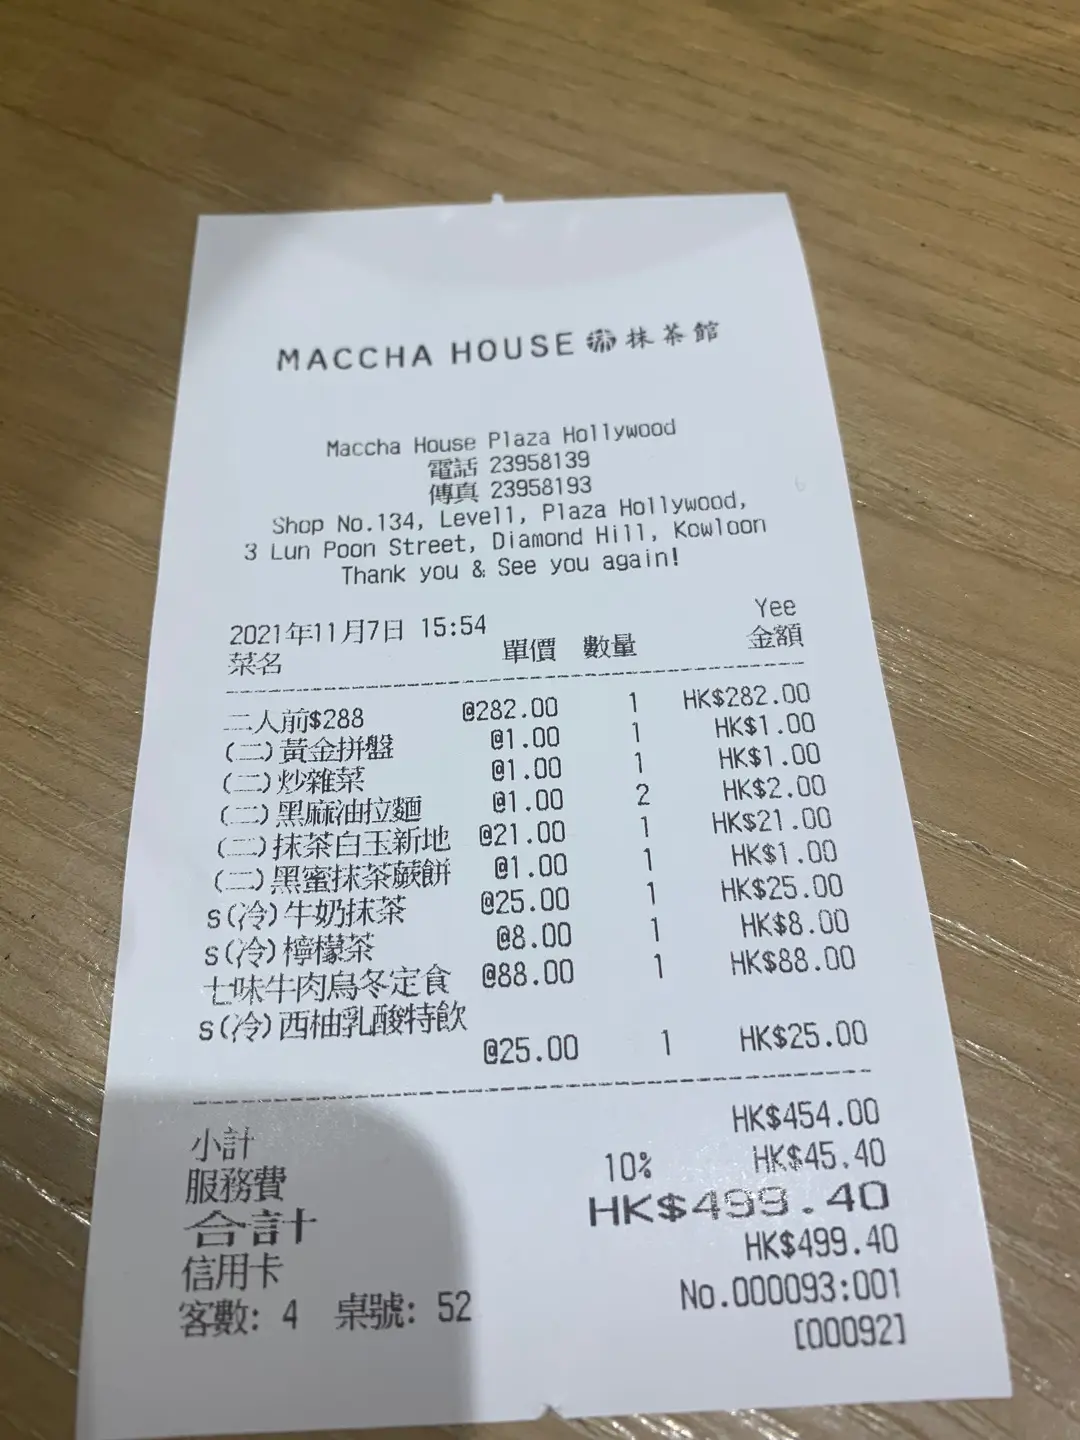 MACCHA HOUSE 抹茶館
Maccha House Plaza Hollywood
電話 23958139
傳真 23958193
Shop No.134, Level1, Plaza Hollywood,
3 Lun Poon Street, Diamond Hill, Kowloon
Thank you & See you again!
Yee
2021年11月7日 15:54
菜名 單價 數量 金額
二人前$288 @282.00 1 HK$282.00
(二)黃金拼盤 @1.00 1 HK$1.00
(二)炒雜菜 @1.00 1 HK$1.00
(二)黑麻油拉麵 @1.00 2 HK$2.00
(二)抹茶白玉新地 @21.00 1 HK$21.00
(二)黑蜜抹茶蕨餅 @1.00 1 HK$1.00
S(冷)牛奶抹茶 @25.00 1 HK$25.00
S(冷)檸檬茶 @8.00 1 HK$8.00
七味牛肉烏冬定食 @88.00 1 HK$88.00
S(冷)西柚乳酸特飲
@25.00 1 HK$25.00
小計 HK$454.00
服務費 10% HK$45.40
合計 HK$499.40
信用卡 HK$499.40
客數: 4 桌號: 52 No.000093:001
[00092]